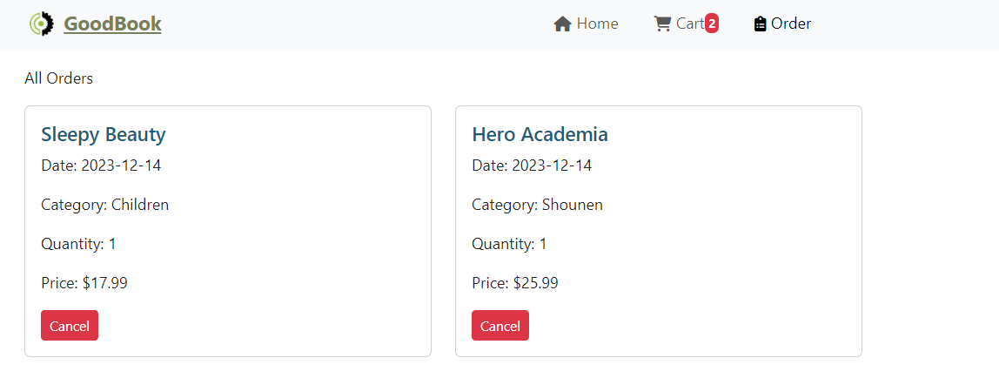 GoodBook Home Cart 2 Order
All Orders
Sleepy Beauty
Date: 2023-12-14
Category: Children
Quantity: 1
Price: $17.99
Cancel
Hero Academia
Date: 2023-12-14
Category: Shounen
Quantity: 1
Price: $25.99
Cancel